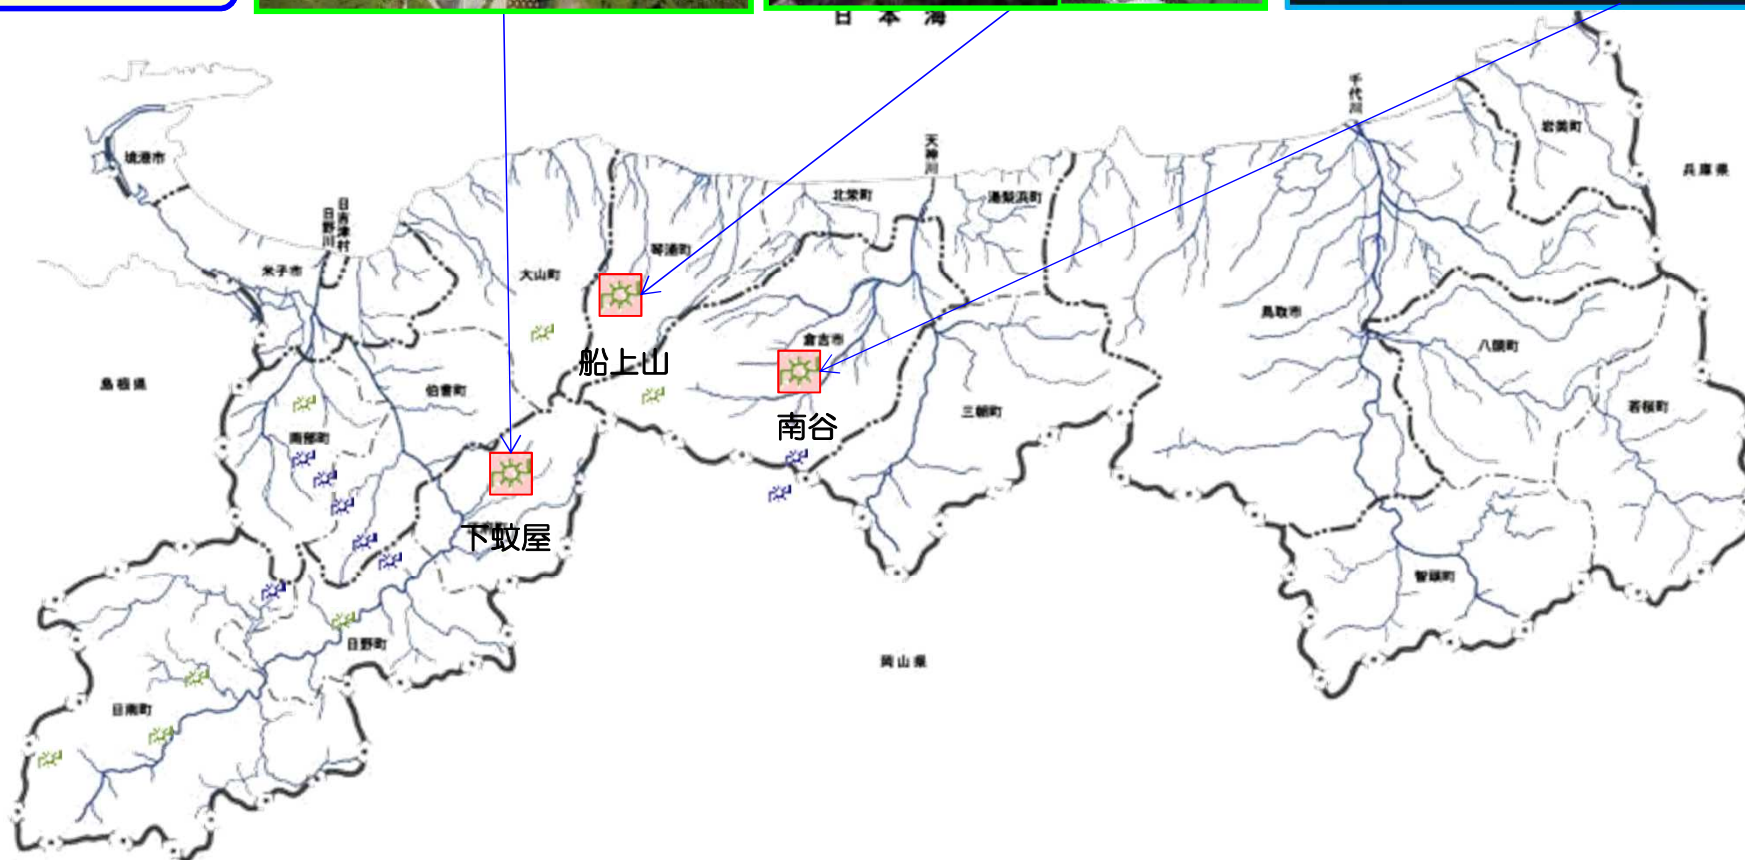 日本海
千代川
岩美町
兵庫県
境港市
天神川
北栄町
湯梨浜町
日吉津村
日野川
琴浦町
米子市
大山町
鳥取市
倉吉市
八頭町
船上山
島根県
伯耆町
若桜町
三朝町
南谷
南部町
下蚊屋
智頭町
日野町
岡山県
日南町